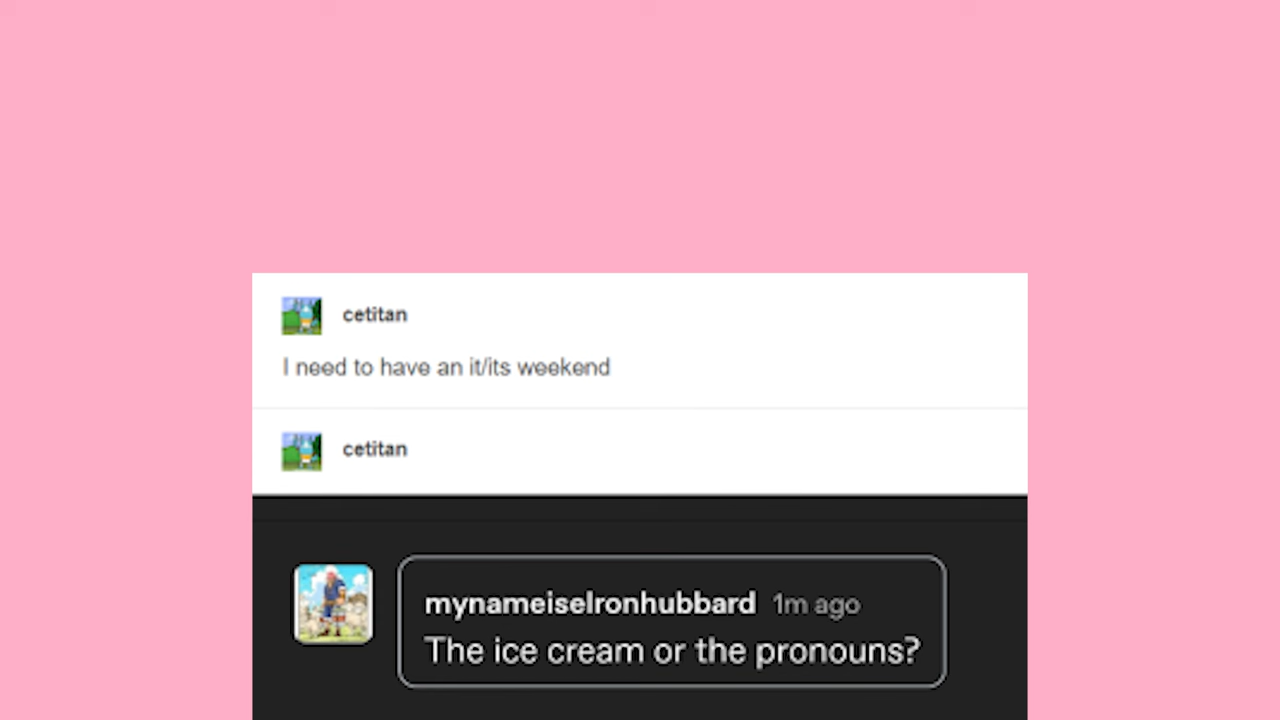 cetitan
I need to have an it/its weekend
cetitan
mynameiselronhubbard 1m ago
The ice cream or the pronouns?